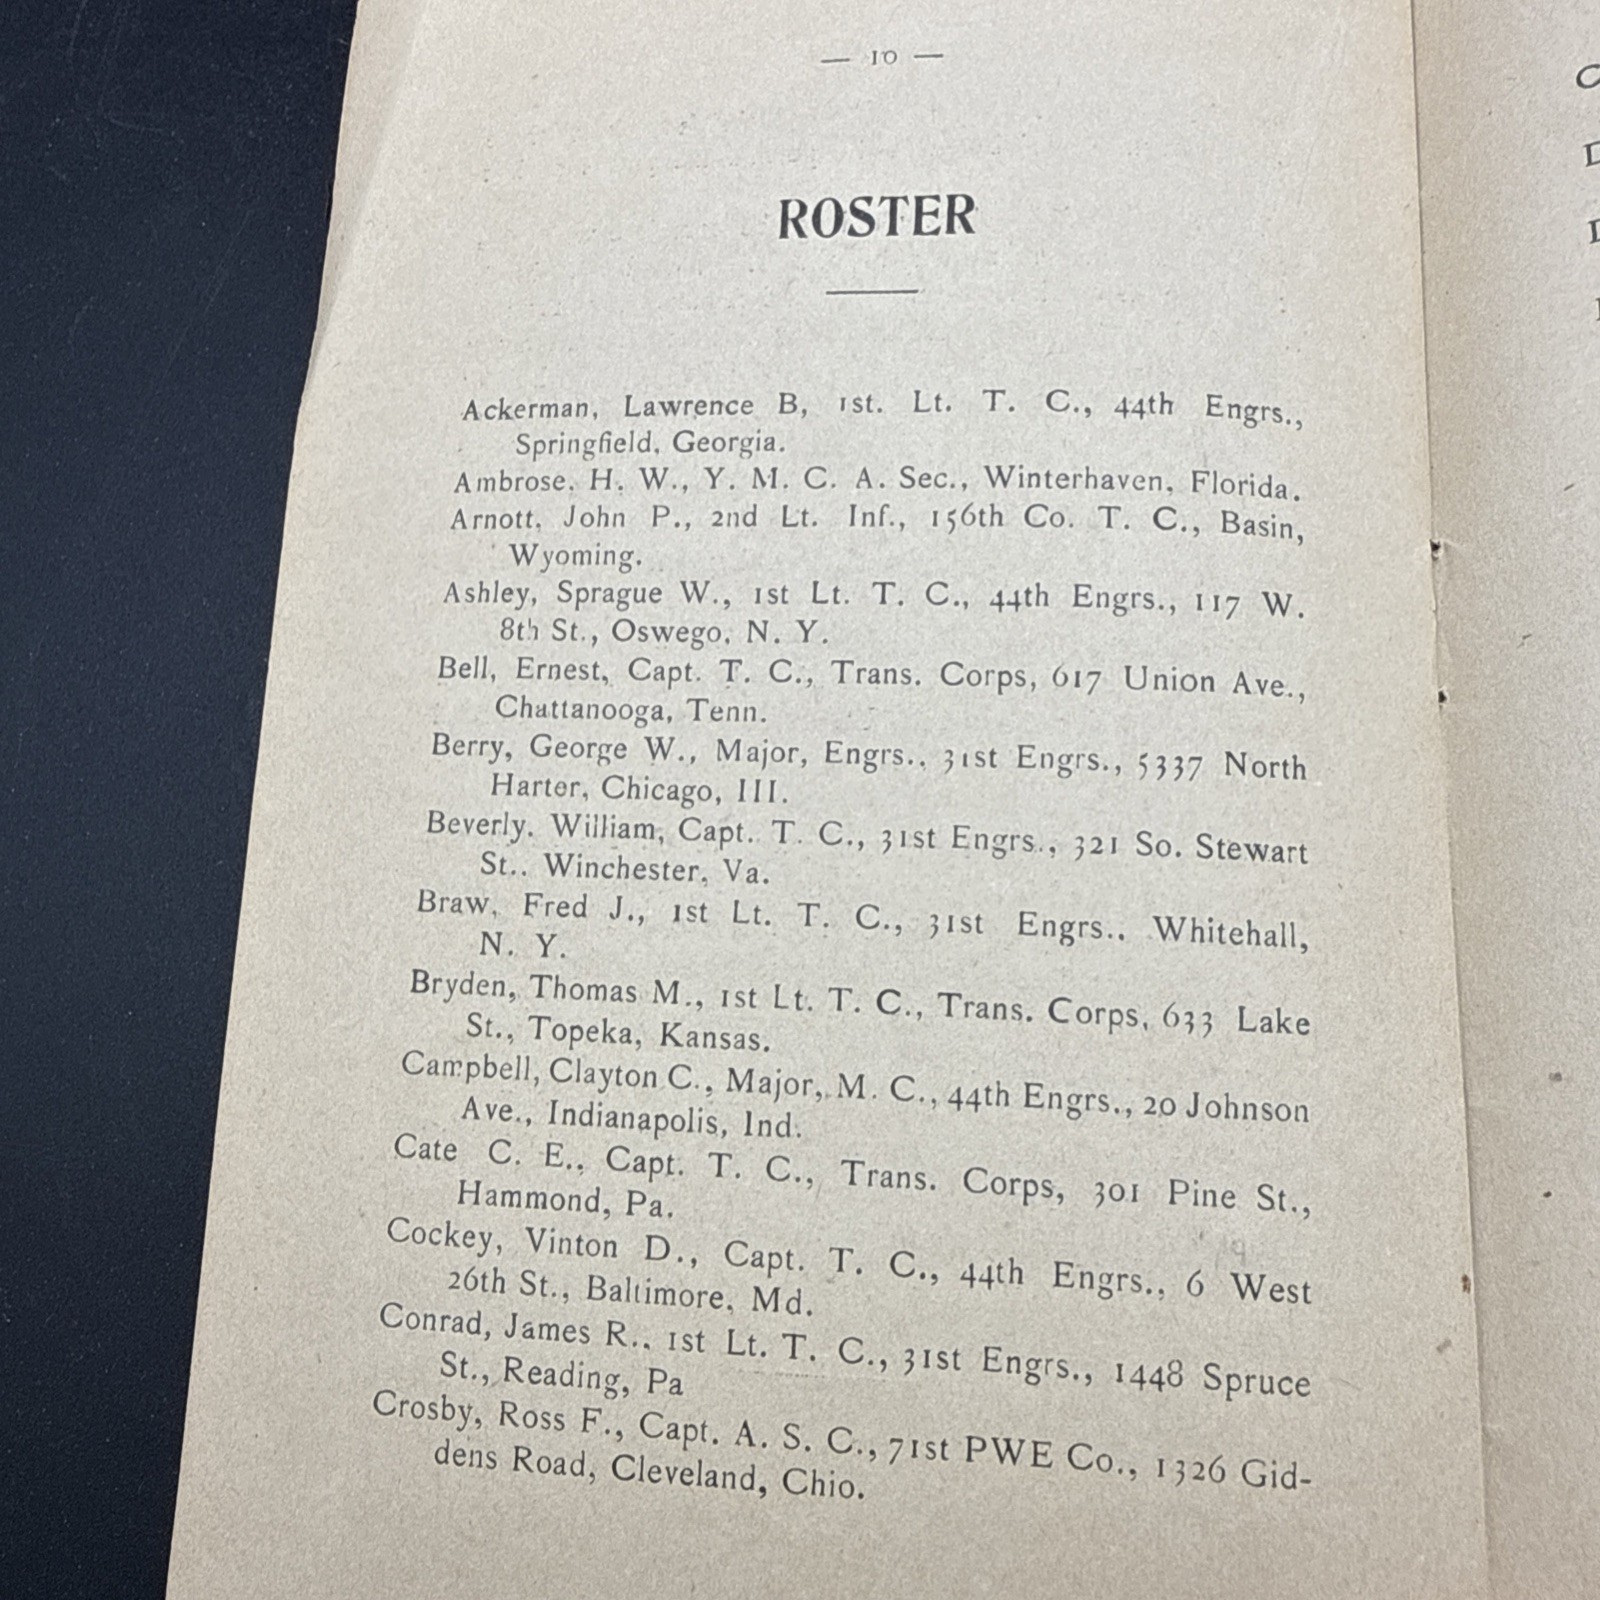 — 10 —
ROSTER
Ackerman, Lawrence B, 1st. Lt. T. C., 44th Engrs.,
Springfield, Georgia.
Ambrose. H. W., Y. M. C. A. Sec., Winterhaven, Florida.
Arnott, John P., 2nd Lt. Inf., 156th Co. T. C., Basin,
Wyoming.
Ashley, Sprague W., 1st Lt. T. C., 44th Engrs., 117 W.
8th St., Oswego, N. Y.
Bell, Ernest, Capt. T. C., Trans. Corps, 617 Union Ave.,
Chattanooga, Tenn.
Berry, George W., Major, Engrs., 31st Engrs., 5337 North
Harter, Chicago, III.
Beverly. William, Capt. T. C., 31st Engrs., 321 So. Stewart
St.. Winchester, Va.
Braw, Fred J., 1st Lt. T. C., 31st Engrs.. Whitehall,
N. Y.
Bryden, Thomas M., 1st Lt. T. C., Trans. Corps, 633 Lake
St., Topeka, Kansas.
Campbell, Clayton C., Major, M. C., 44th Engrs., 20 Johnson
Ave., Indianapolis, Ind.
Cate C. E., Capt. T. C., Trans. Corps, 301 Pine St.,
Hammond, Pa.
Cockey, Vinton D., Capt. T. C., 44th Engrs., 6 West
26th St., Baltimore, Md.
Conrad, James R., 1st Lt. T. C., 31st Engrs., 1448 Spruce
St., Reading, Pa
Crosby, Ross F., Capt. A. S. C., 71st PWE Co., 1326 Gid-
dens Road, Cleveland, Chio.